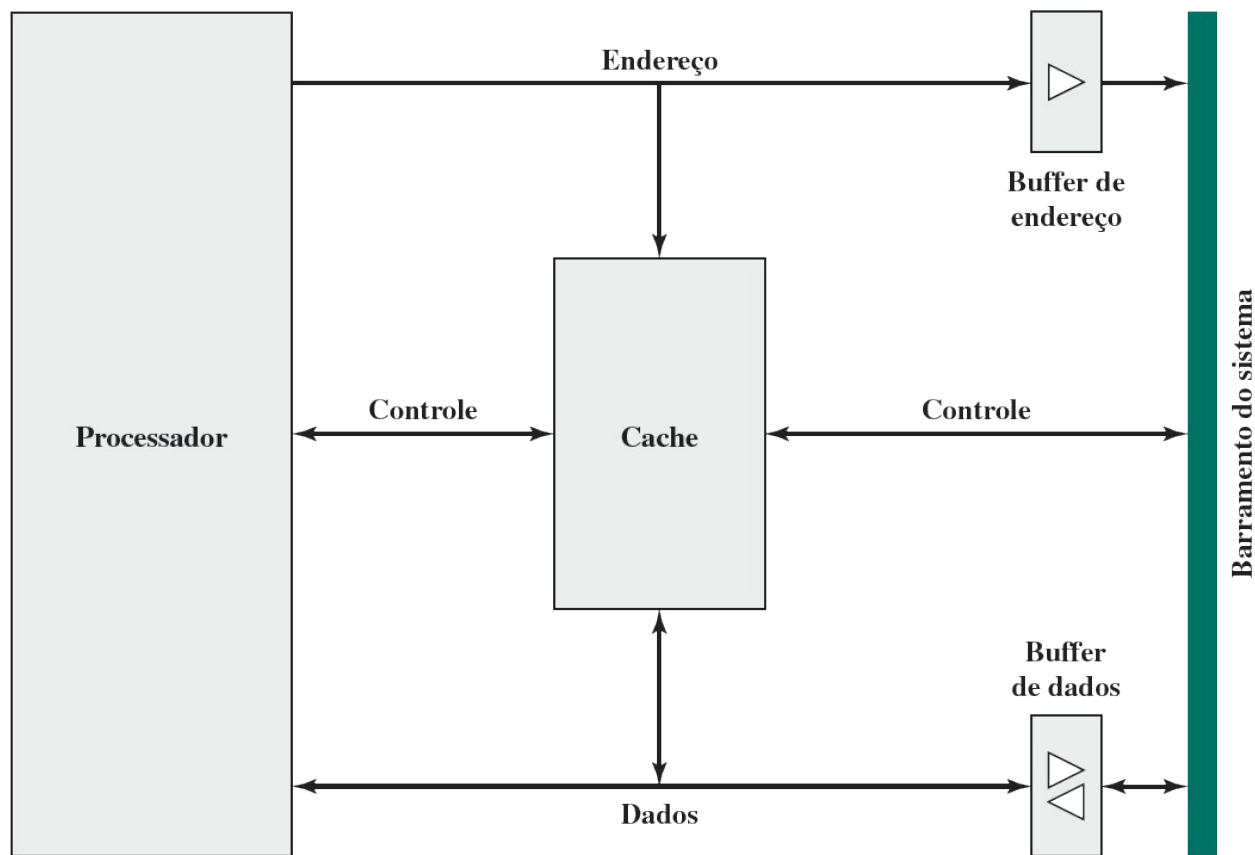 Endereço
Buffer de
endereço
Processador
Controle
Cache
Controle
Barramento do sistema
Buffer
de dados
Dados